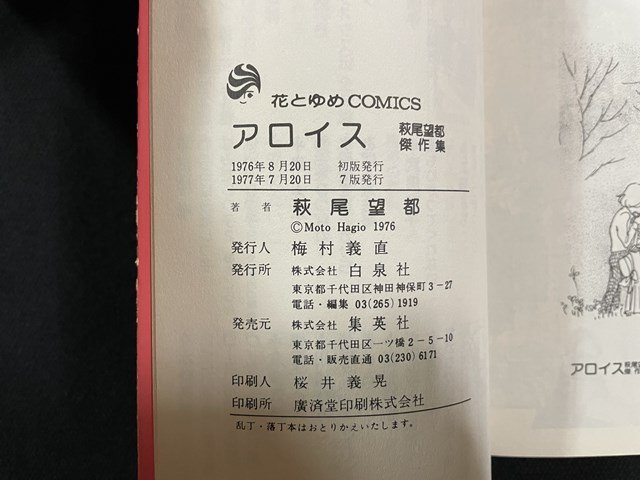 花とゆめCOMICS
アロイス 萩尾望都
傑作集
1976年8月20日 初版発行
1977年7月20日 7版発行
著者 萩尾望都
©Moto Hagio 1976
発行人 梅村義直
発行所 株式会社 白泉社
東京都千代田区神田神保町3-27
電話・編集 03(265)1919
発売元 株式会社 集英社
東京都千代田区一ツ橋2-5-10
電話・販売直通 03(230)6171
印刷人 桜井義晃
印刷所 廣済堂印刷株式会社
乱丁・落丁本はおとりかえいたします。
アロイス